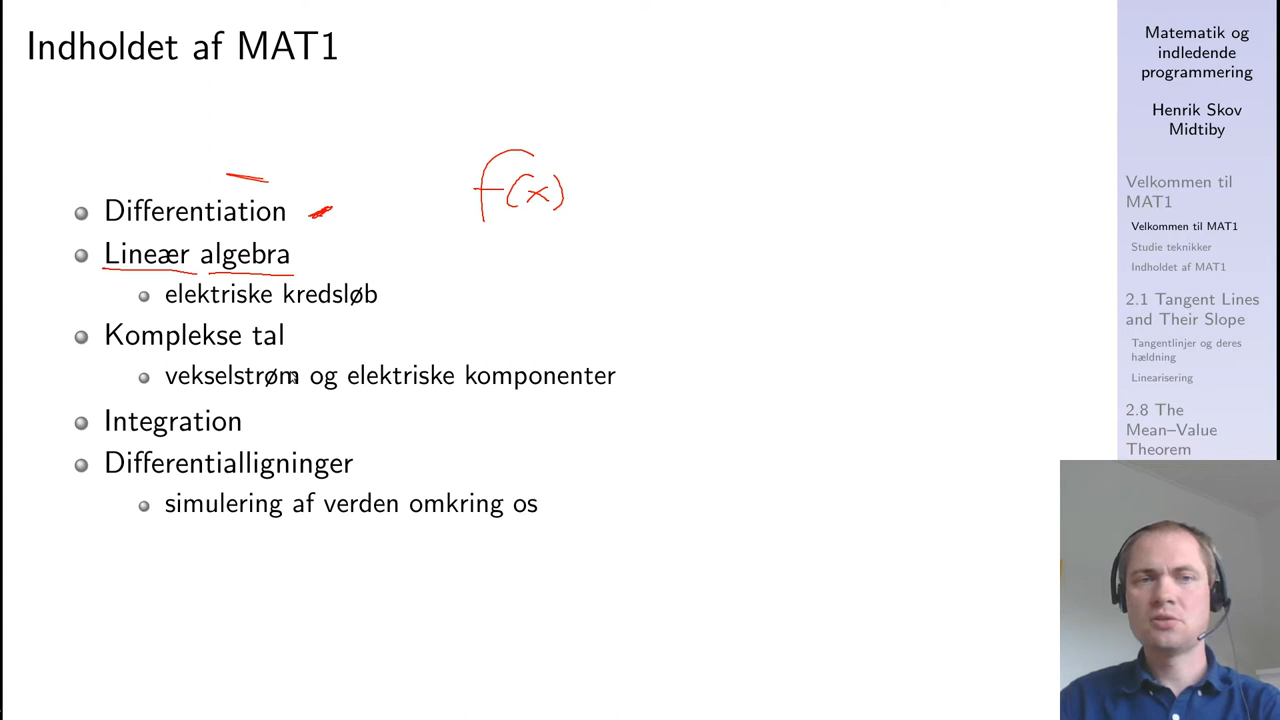 Indholdet af MAT1
f(x)
Differentiation
Lineær algebra
elektriske kredsløb
Komplekse tal
vekselstrøm og elektriske komponenter
Integration
Differentialligninger
simulering af verden omkring os
Matematik og
indledende
programmering
Henrik Skov
Midtiby
Velkommen til
MAT1
Velkommen til MAT1
Studie teknikker
Indholdet af MAT1
2.1 Tangent Lines
and Their Slope
Tangentlinjer og deres
hældning
Linearisering
2.8 The
Mean–Value
Theorem